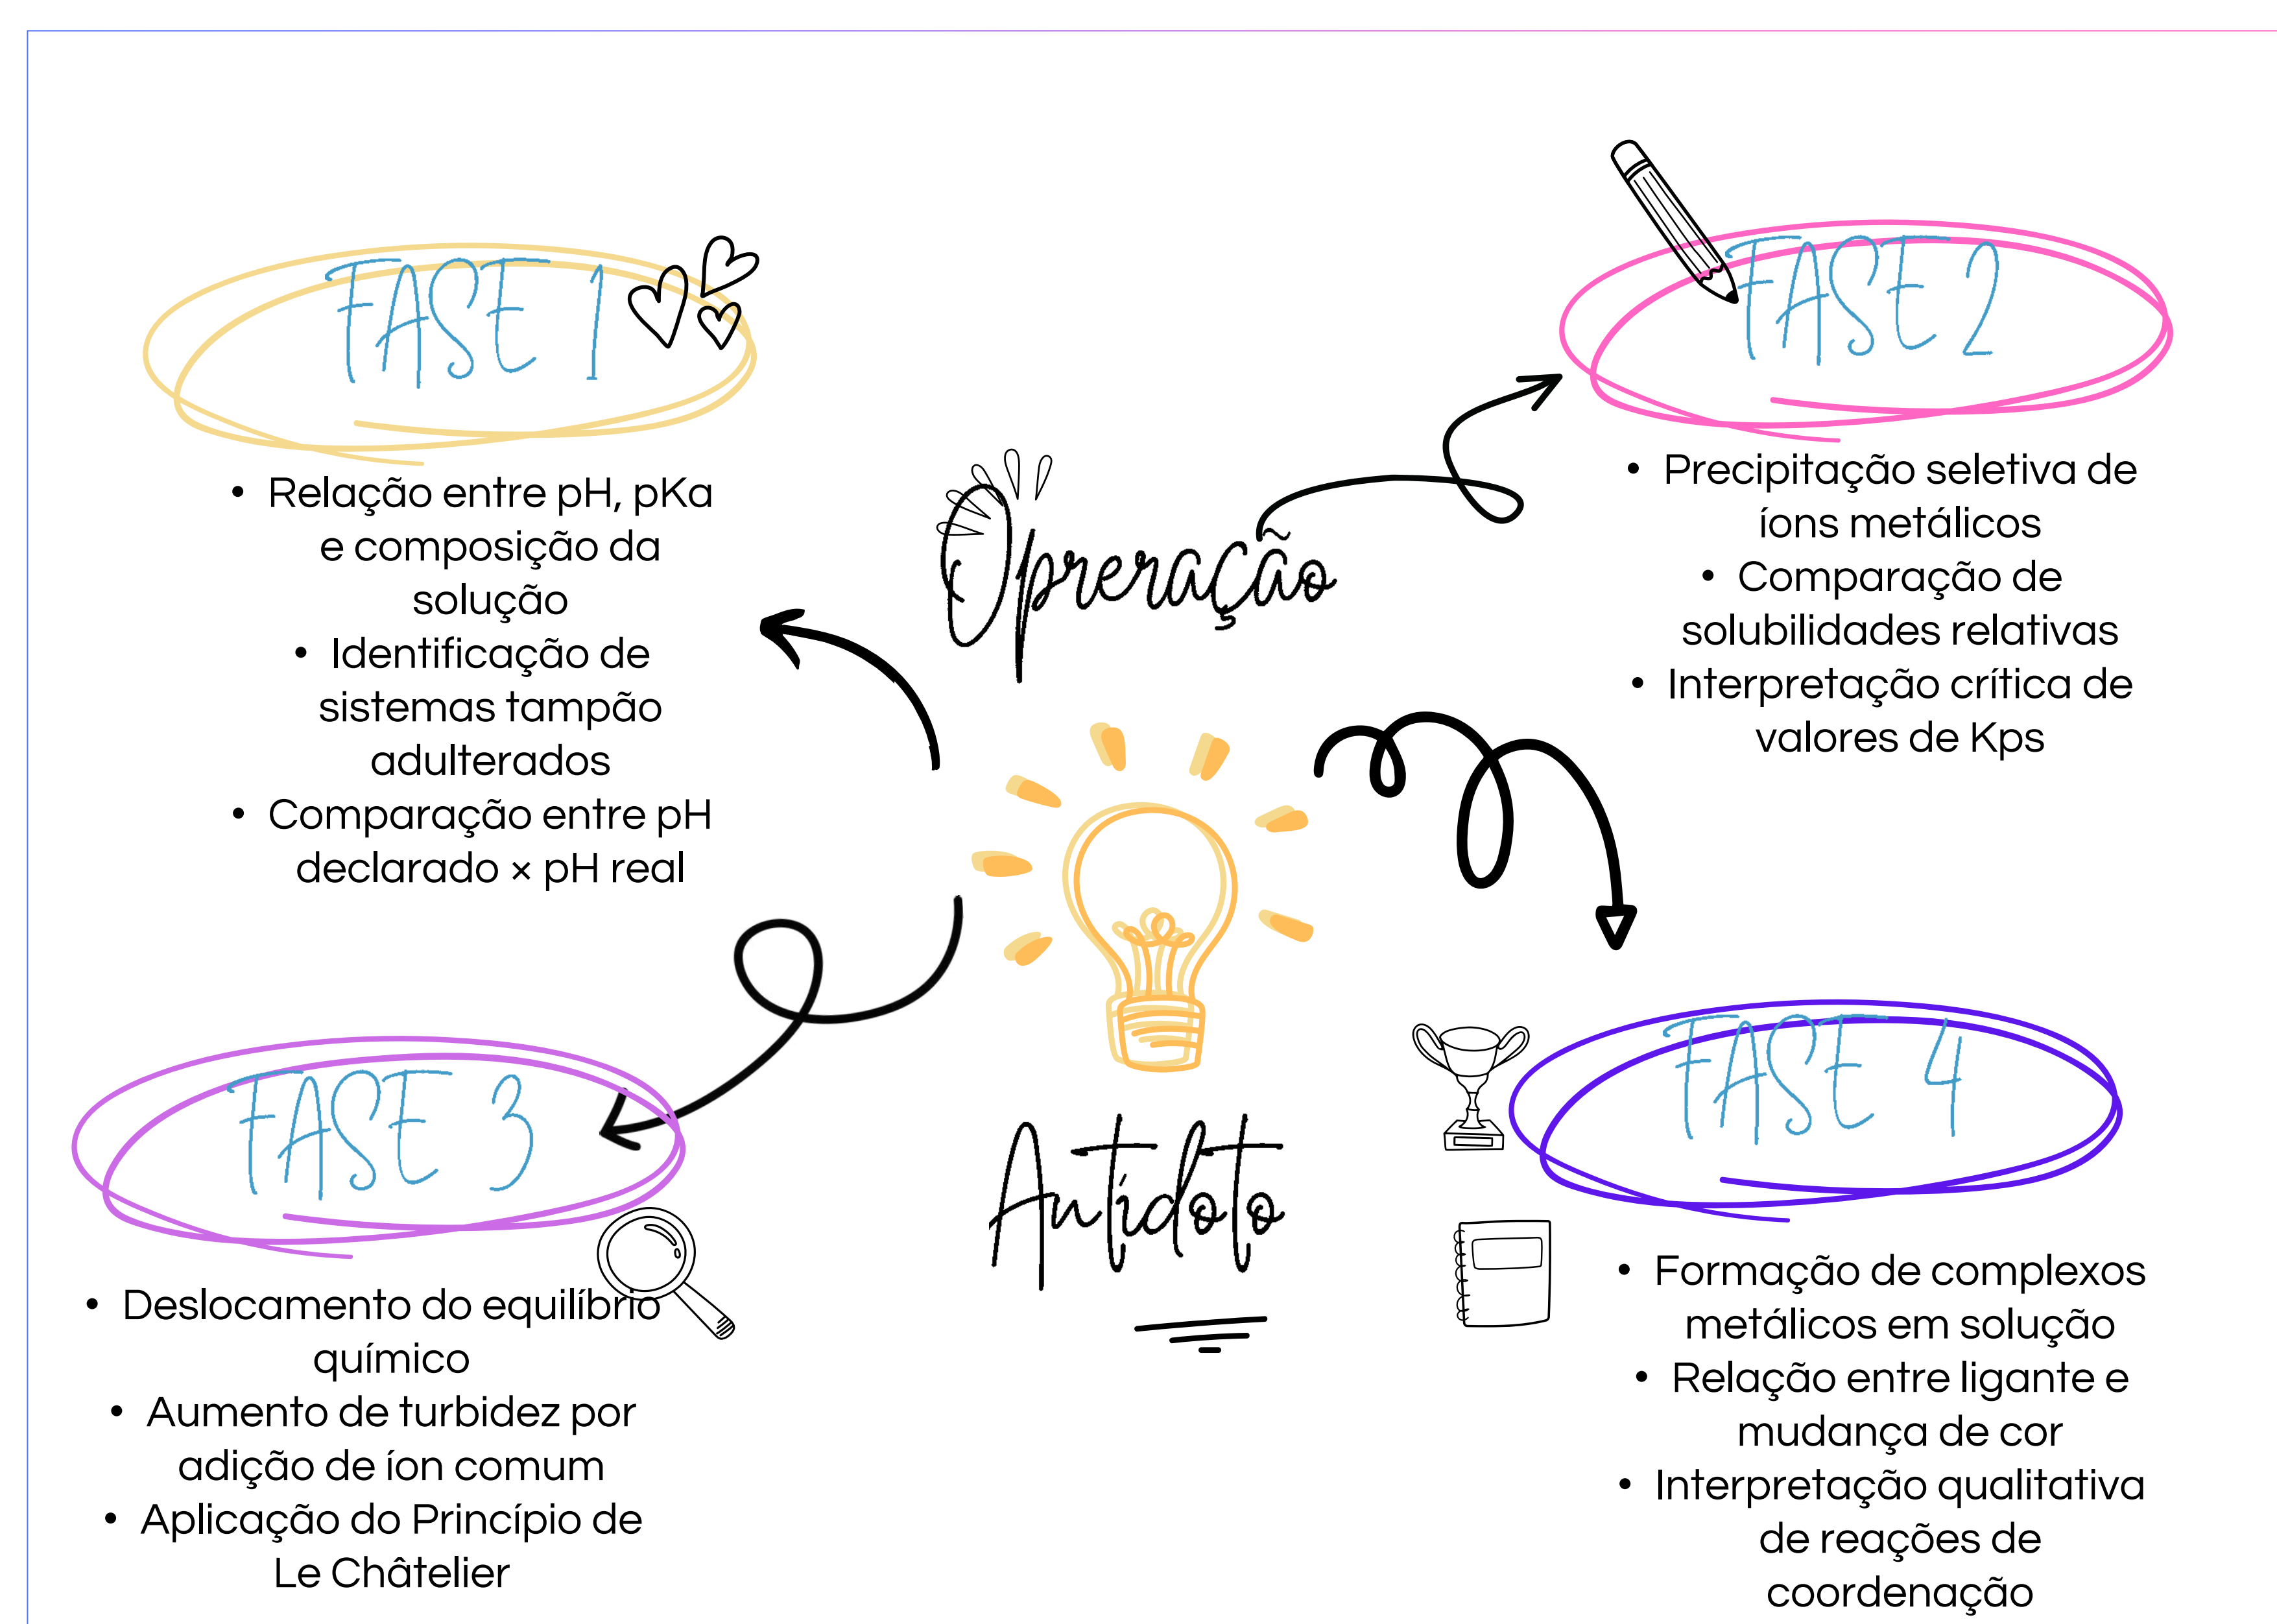 FASE 1
• Relação entre pH, pKa
e composição da
solução
• Identificação de
sistemas tampão
adulterados
• Comparação entre pH
declarado × pH real
FASE 2
• Precipitação seletiva de
íons metálicos
• Comparação de
solubilidades relativas
• Interpretação crítica de
valores de Kps
Opreração
Antídoto
FASE 3
• Deslocamento do equilíbrio
químico
• Aumento de turbidez por
adição de íon comum
• Aplicação do Princípio de
Le Châtelier
FASE 4
• Formação de complexos
metálicos em solução
• Relação entre ligante e
mudança de cor
• Interpretação qualitativa
de reações de
coordenação